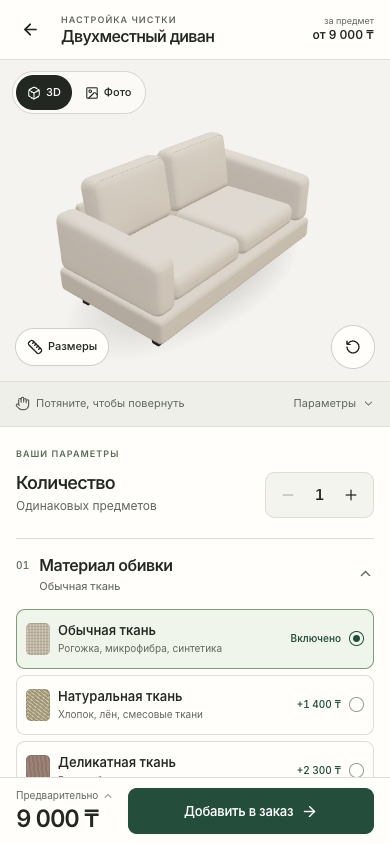 НАСТРОЙКА ЧИСТКИ
Двухместный диван
за предмет
от 9 000 ₸
3D
Фото
Размеры
Потяните, чтобы повернуть
Параметры
ВАШИ ПАРАМЕТРЫ
Количество
Одинаковых предметов
1
01 Материал обивки
Обычная ткань
Обычная ткань
Рогожка, микрофибра, синтетика
Включено
Натуральная ткань
Хлопок, лён, смесовые ткани
+1 400 ₸
Деликатная ткань
+2 300 ₸
Предварительно
9 000 ₸
Добавить в заказ